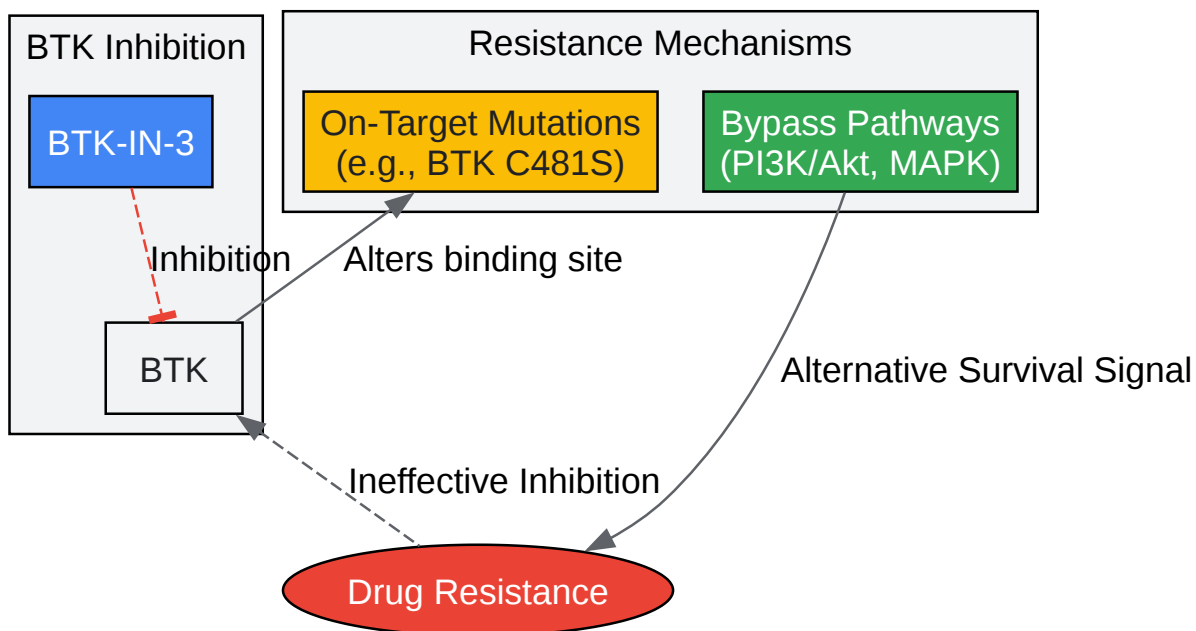 BTK Inhibition
Resistance Mechanisms
BTK-IN-3
On-Target Mutations
(e.g., BTK C481S)
Bypass Pathways
(PI3K/Akt, MAPK)
Inhibition
Alters binding site
BTK
Alternative Survival Signal
Ineffective Inhibition
Drug Resistance